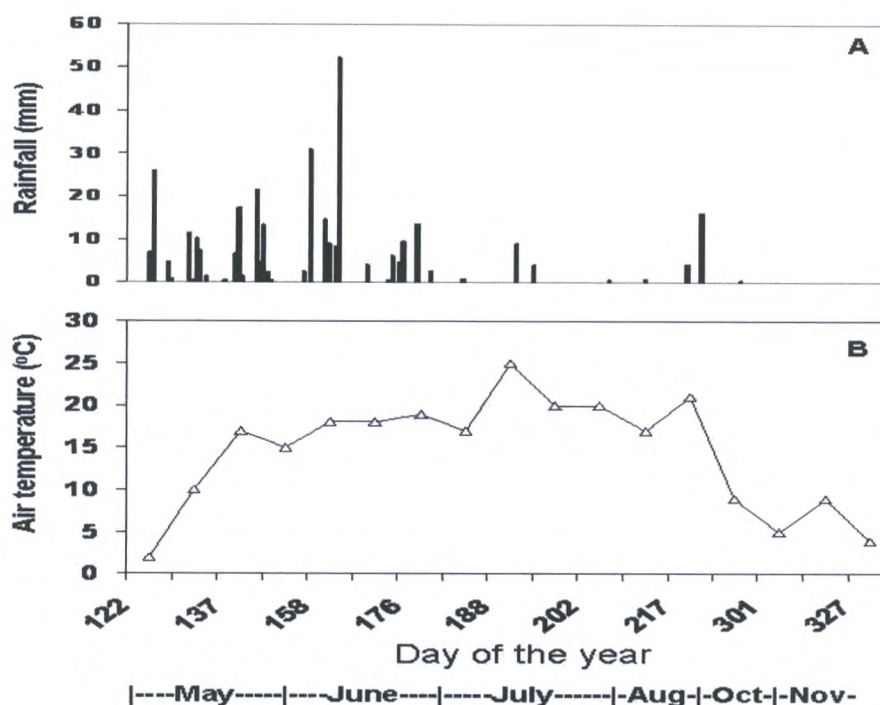 60
50
40
30
20
10
0
Rainfall (mm)
A
30
25
20
15
10
5
0
Air temperature (ºC)
B
122 137 158 176 188 202 217 301 327
Day of the year
|----May-----|----June----|-----July------|-Aug-|-Oct-|-Nov-